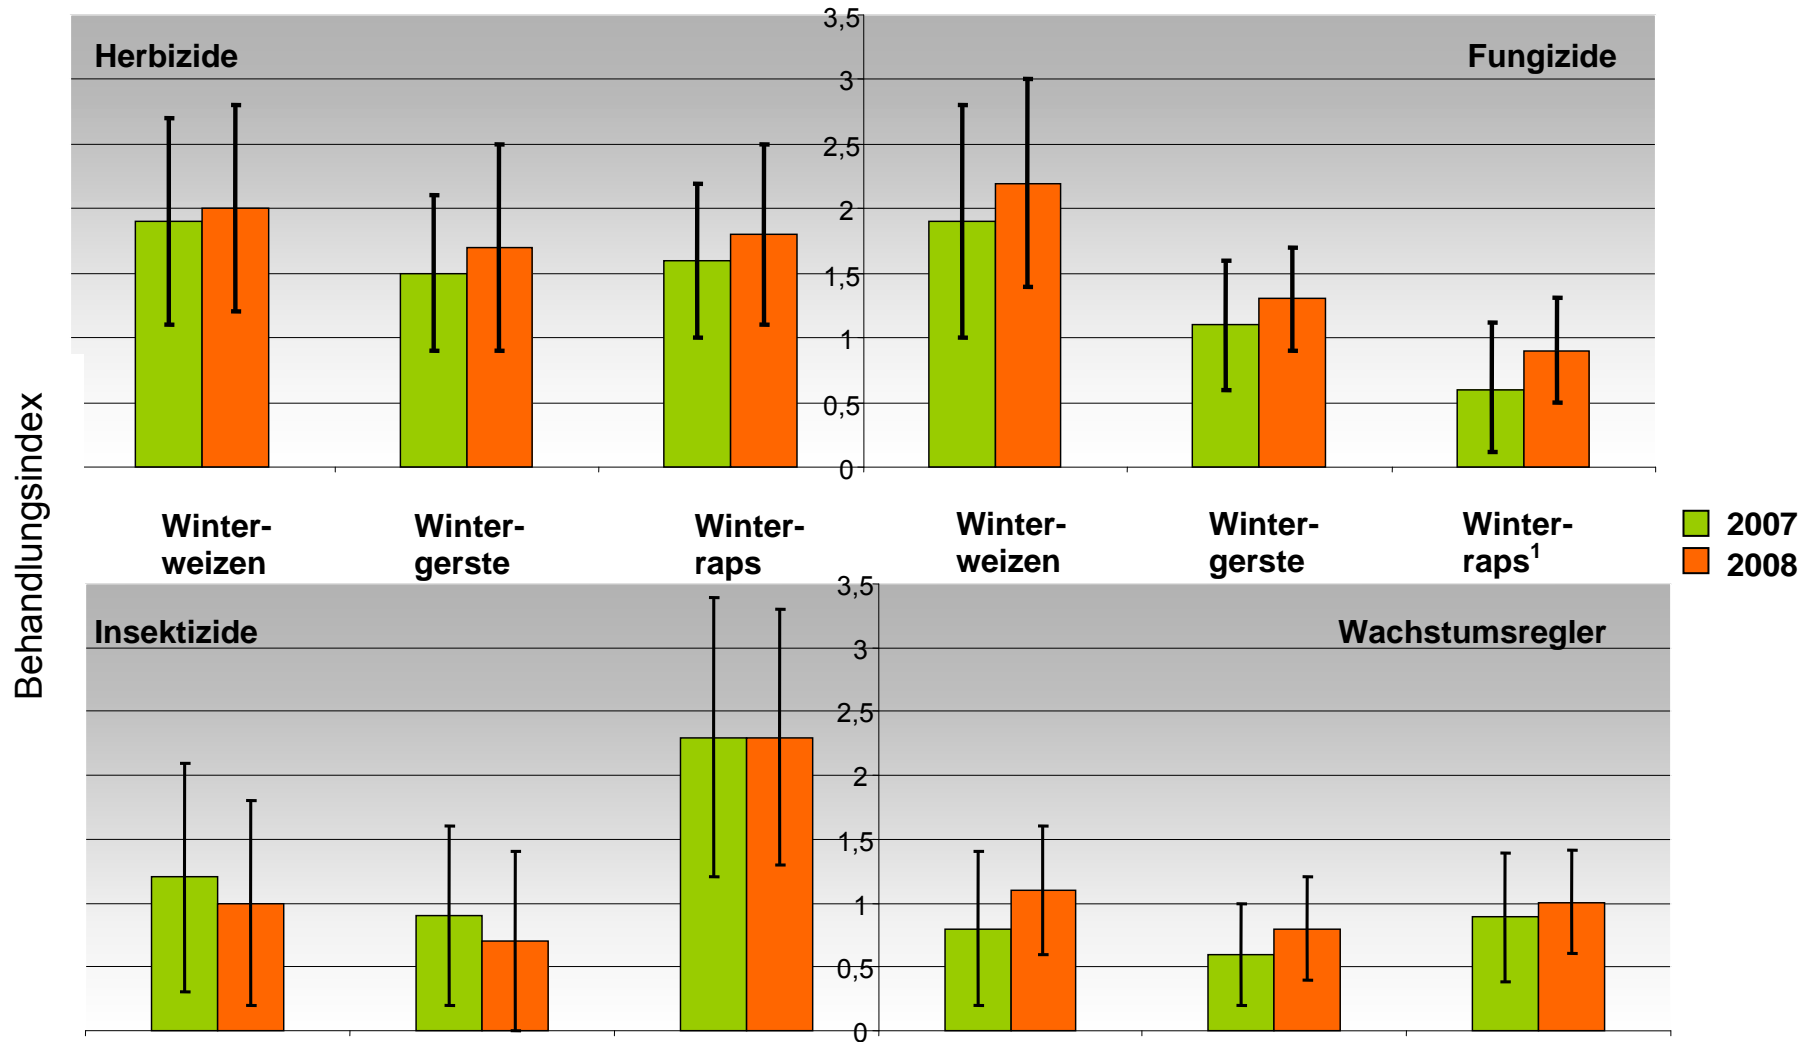 Behandlungsindex
Herbizide
Fungizide
3,5
3
2,5
2
1,5
1
0,5
0
Winter-
weizen
Winter-
gerste
Winter-
raps
Winter-
weizen
Winter-
gerste
Winter-
raps¹
2007
2008
Insektizide
Wachstumsregler
3,5
3
2,5
2
1,5
1
0,5
0